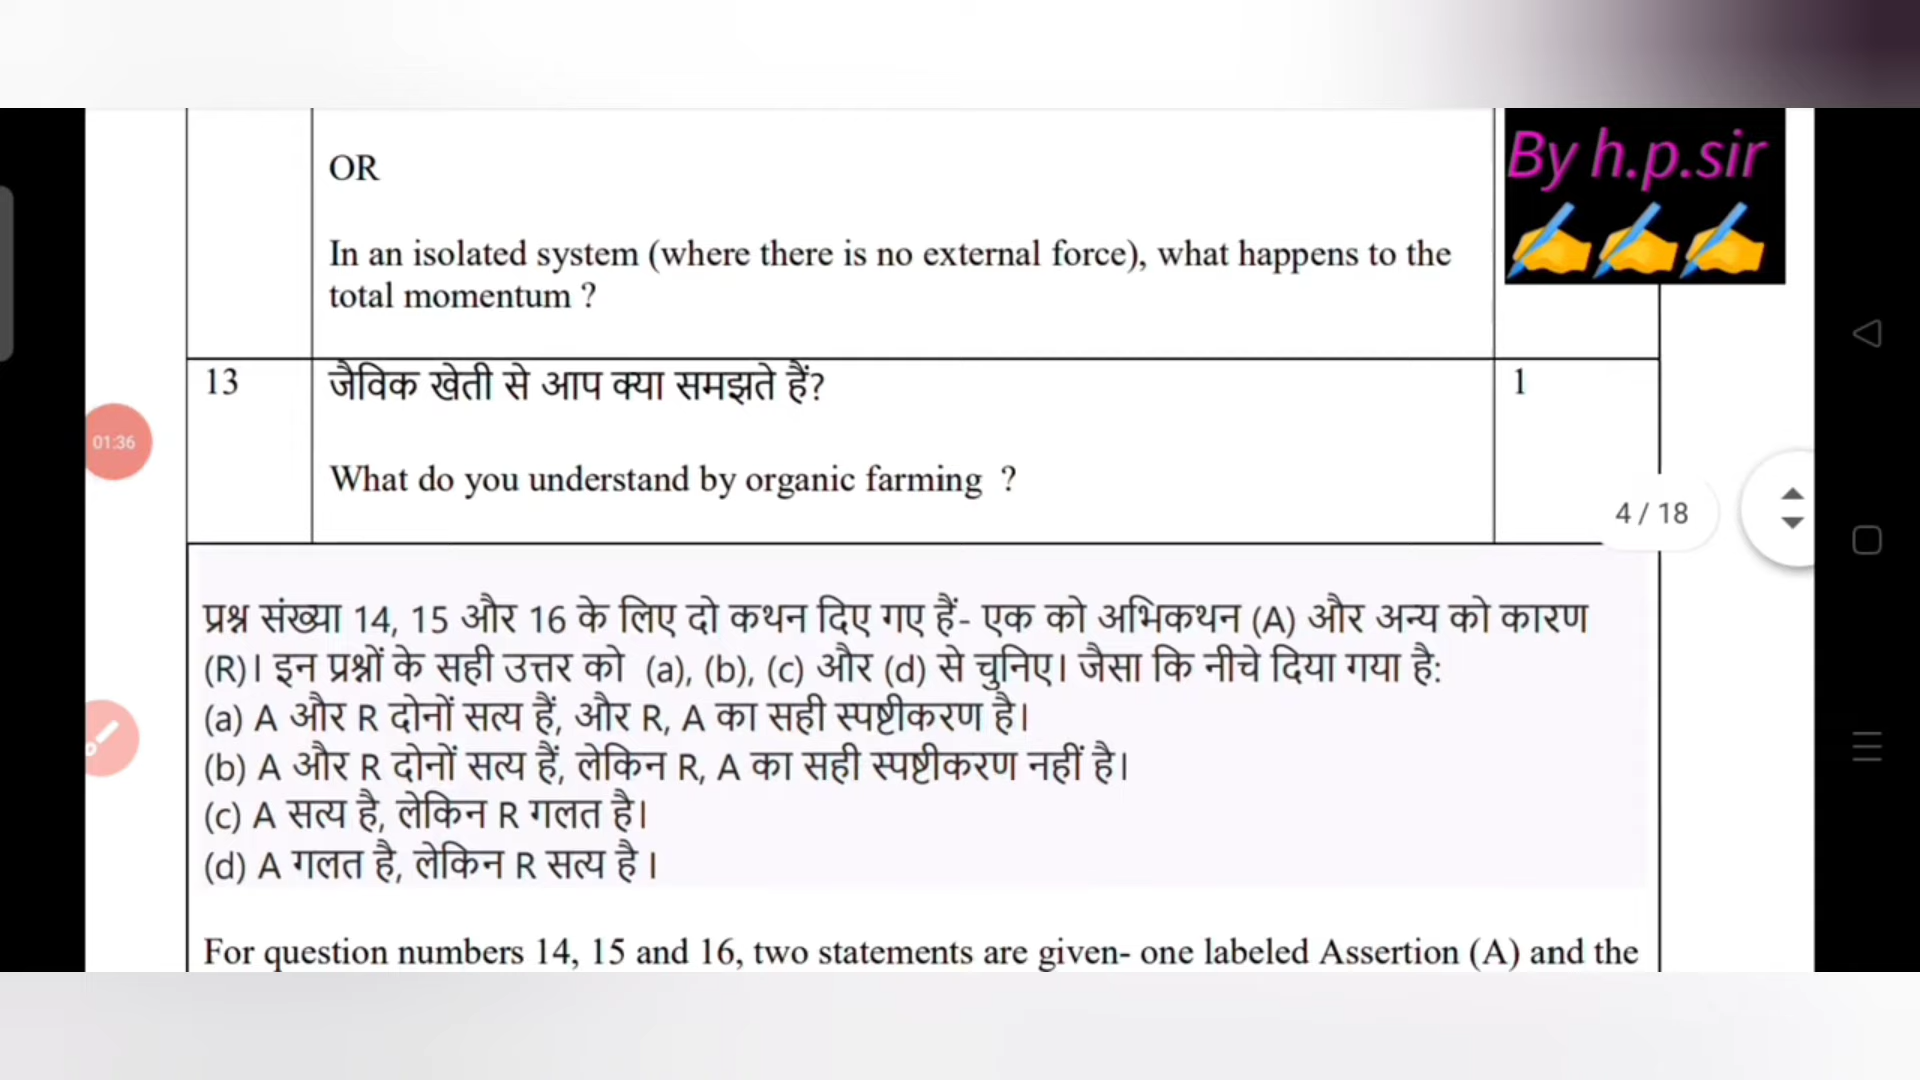 By h.p.sir
OR
In an isolated system (where there is no external force), what happens to the
total momentum ?
13
जैविक खेती से आप क्या समझते हैं?
1
01:36
What do you understand by organic farming ?
4 / 18
प्रश्न संख्या 14, 15 और 16 के लिए दो कथन दिए गए हैं- एक को अभिकथन (A) और अन्य को कारण
(R)। इन प्रश्नों के सही उत्तर को (a), (b), (c) और (d) से चुनिए। जैसा कि नीचे दिया गया है:
(a) A और R दोनों सत्य हैं, और R, A का सही स्पष्टीकरण है।
(b) A और R दोनों सत्य हैं, लेकिन R, A का सही स्पष्टीकरण नहीं है।
(c) A सत्य है, लेकिन R गलत है।
(d) A गलत है, लेकिन R सत्य है ।
For question numbers 14, 15 and 16, two statements are given- one labeled Assertion (A) and the